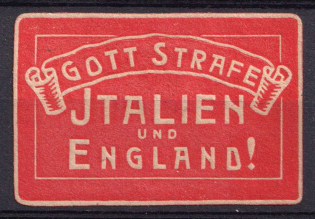 GOTT STRAFE
JTALIEN
UND
ENGLAND!